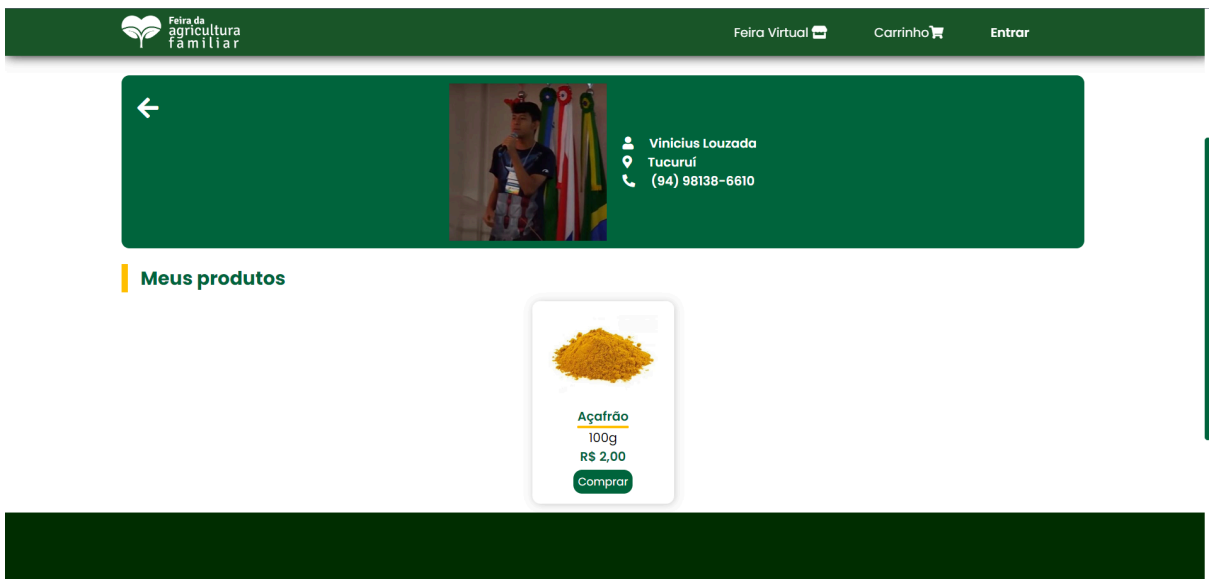 Feira da
agricultura
familiar
Feira Virtual
Carrinho
Entrar
Vinicius Louzada
Tucuruí
(94) 98138-6610
Meus produtos
Açafrão
100g
R$ 2,00
Comprar